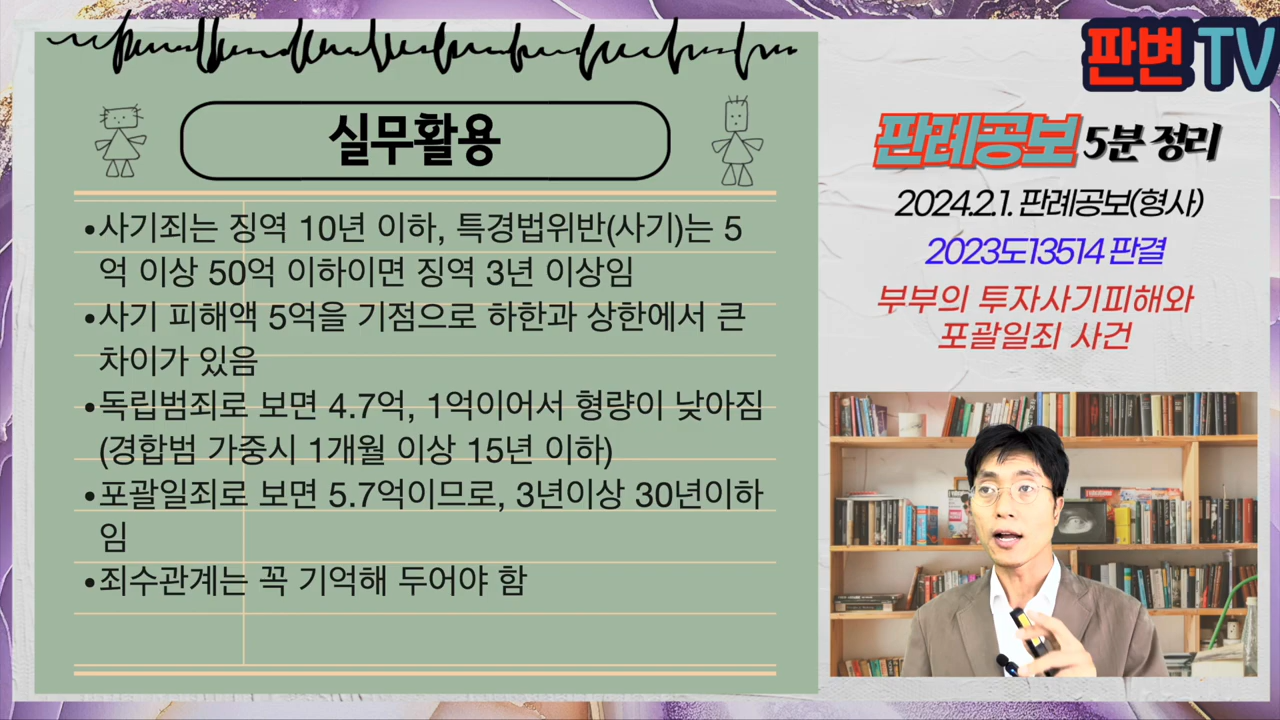 판변 TV
실무활용
•사기죄는 징역 10년 이하, 특경법위반(사기)는 5
억 이상 50억 이하이면 징역 3년 이상임
•사기 피해액 5억을 기점으로 하한과 상한에서 큰
차이가 있음
•독립범죄로 보면 4.7억, 1억이어서 형량이 낮아짐
(경합범 가중시 1개월 이상 15년 이하)
•포괄일죄로 보면 5.7억이므로, 3년이상 30년이하
임
•죄수관계는 꼭 기억해 두어야 함
판례공보 5분 정리
2024.2.1. 판례공보(형사)
2023도13514 판결
부부의 투자사기피해와
포괄일죄 사건